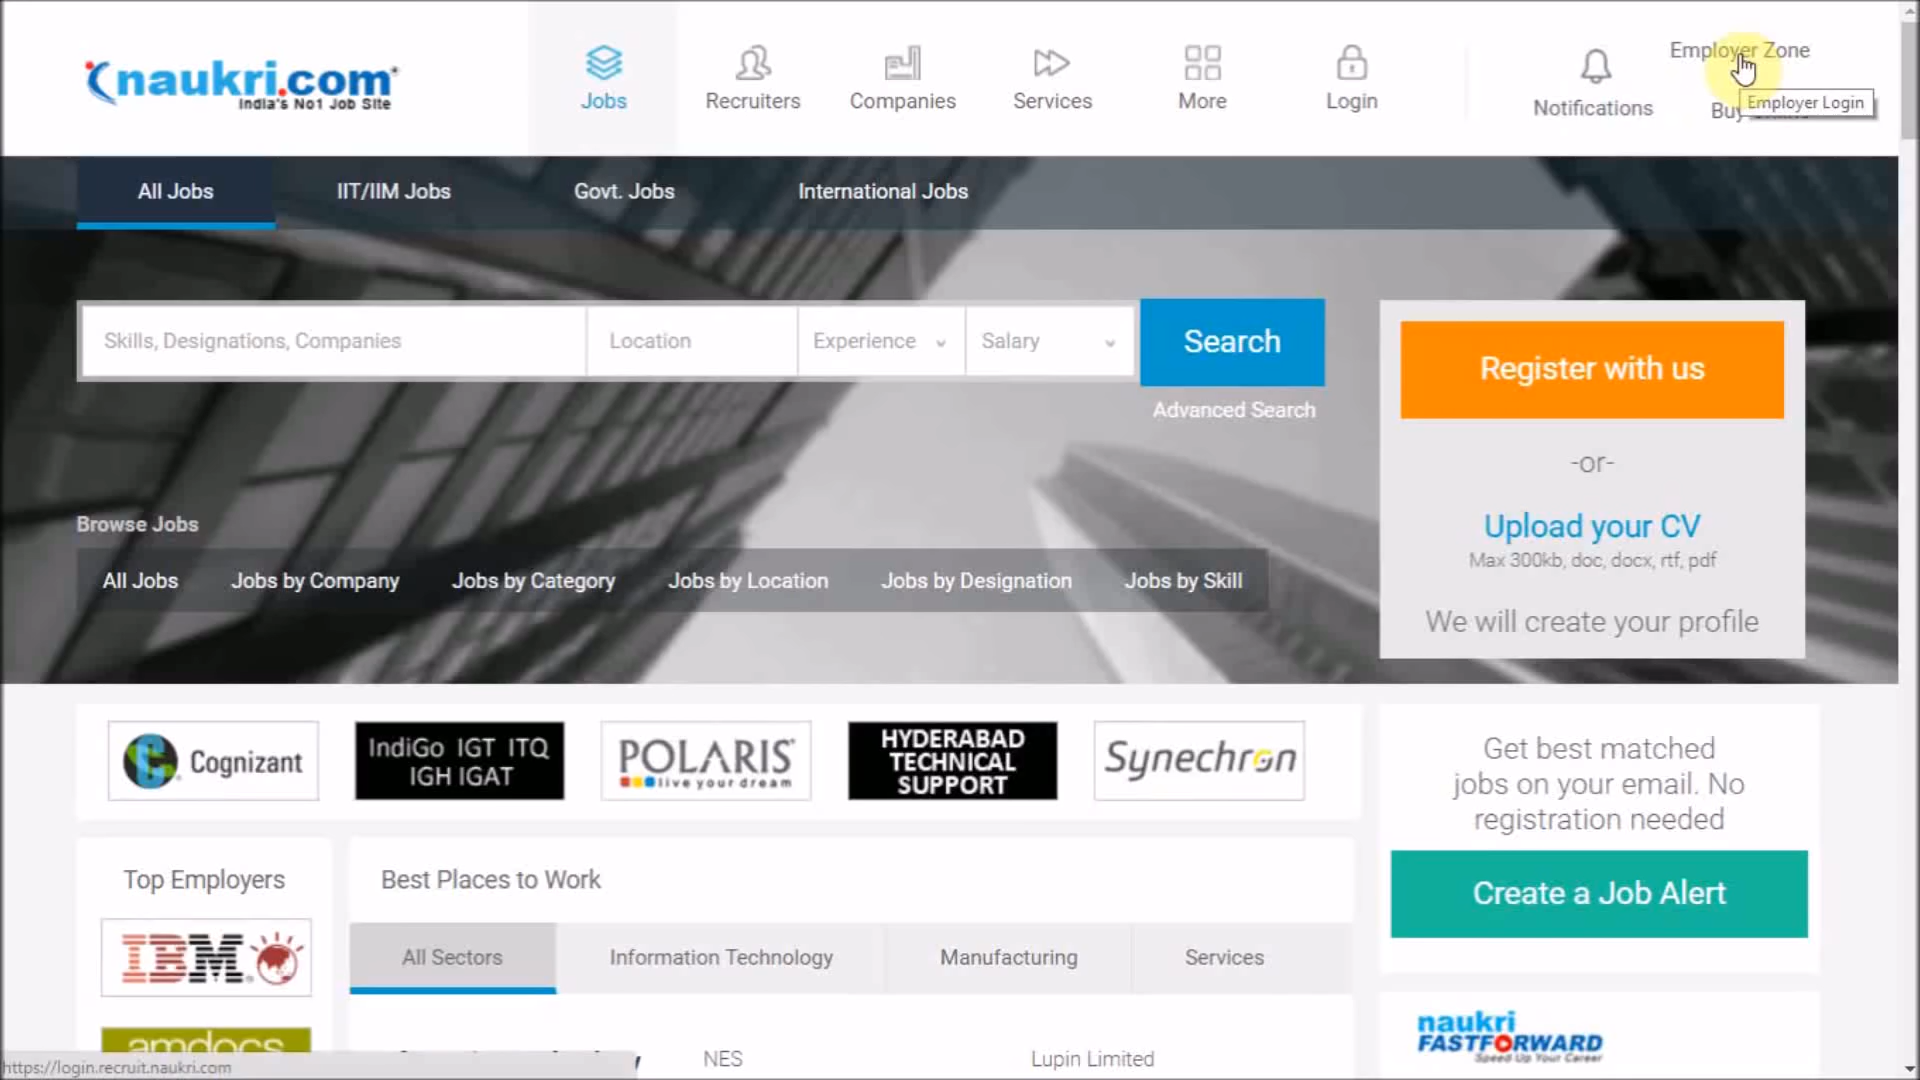 naukri.com
India's No1 Job Site
Jobs
Recruiters
Companies
Services
More
Login
Notifications
Employer Zone
Employer Login
All Jobs
IIT/IIM Jobs
Govt. Jobs
International Jobs
Skills, Designations, Companies
Location
Experience
Salary
Search
Advanced Search
Register with us
-or-
Upload your CV
Max 300kb, doc, docx, rtf, pdf
We will create your profile
Browse Jobs
All Jobs
Jobs by Company
Jobs by Category
Jobs by Location
Jobs by Designation
Jobs by Skill
Cognizant
IndiGo IGT ITQ
IGH IGAT
POLARIS
live your dream
HYDERABAD
TECHNICAL
SUPPORT
Synechron
Get best matched
jobs on your email. No
registration needed
Create a Job Alert
Top Employers
IBM
amdocs
Best Places to Work
All Sectors
Information Technology
Manufacturing
Services
NES
Lupin Limited
naukri
FASTFORWARD
Speed Up Your Career
https://login.recruit.naukri.com